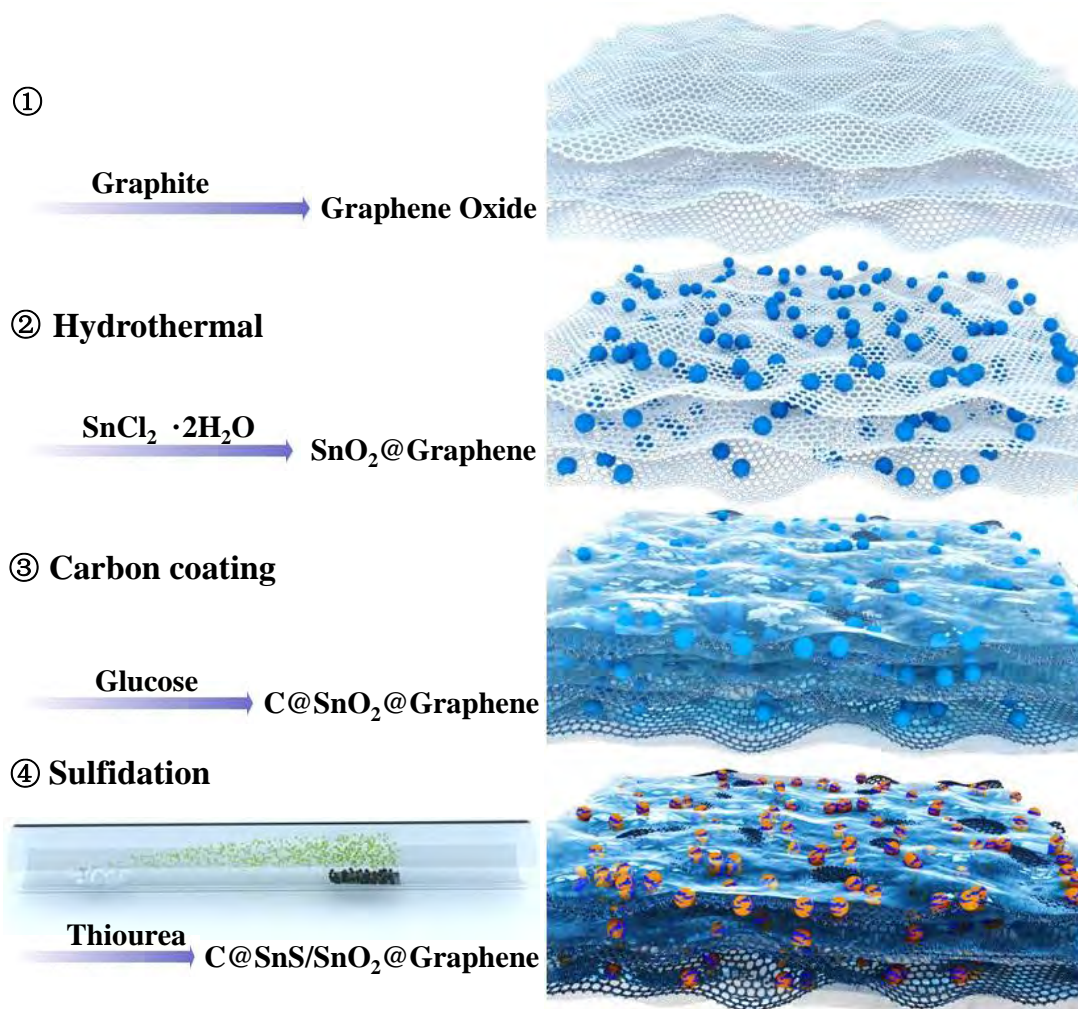 ①
Graphite
Graphene Oxide
② Hydrothermal
SnCl₂ ·2H₂O
SnO₂@Graphene
③ Carbon coating
Glucose
C@SnO₂@Graphene
④ Sulfidation
Thiourea
C@SnS/SnO₂@Graphene